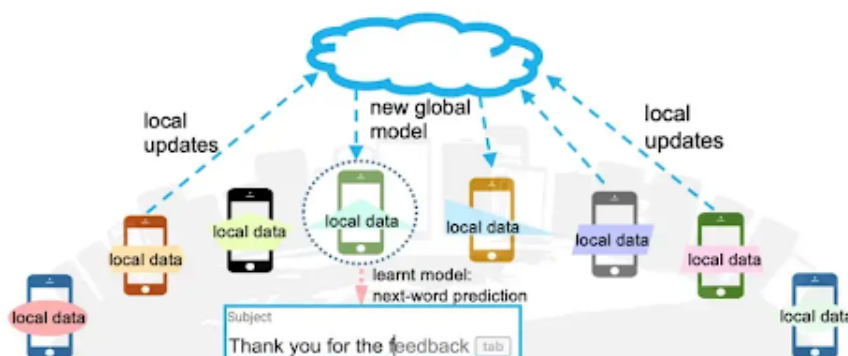 local
updates
new global
model
local
updates
local data
local data
local data
local data
local data
local data
local data
local data
learnt model:
next-word prediction
Subject
Thank you for the feedback tab